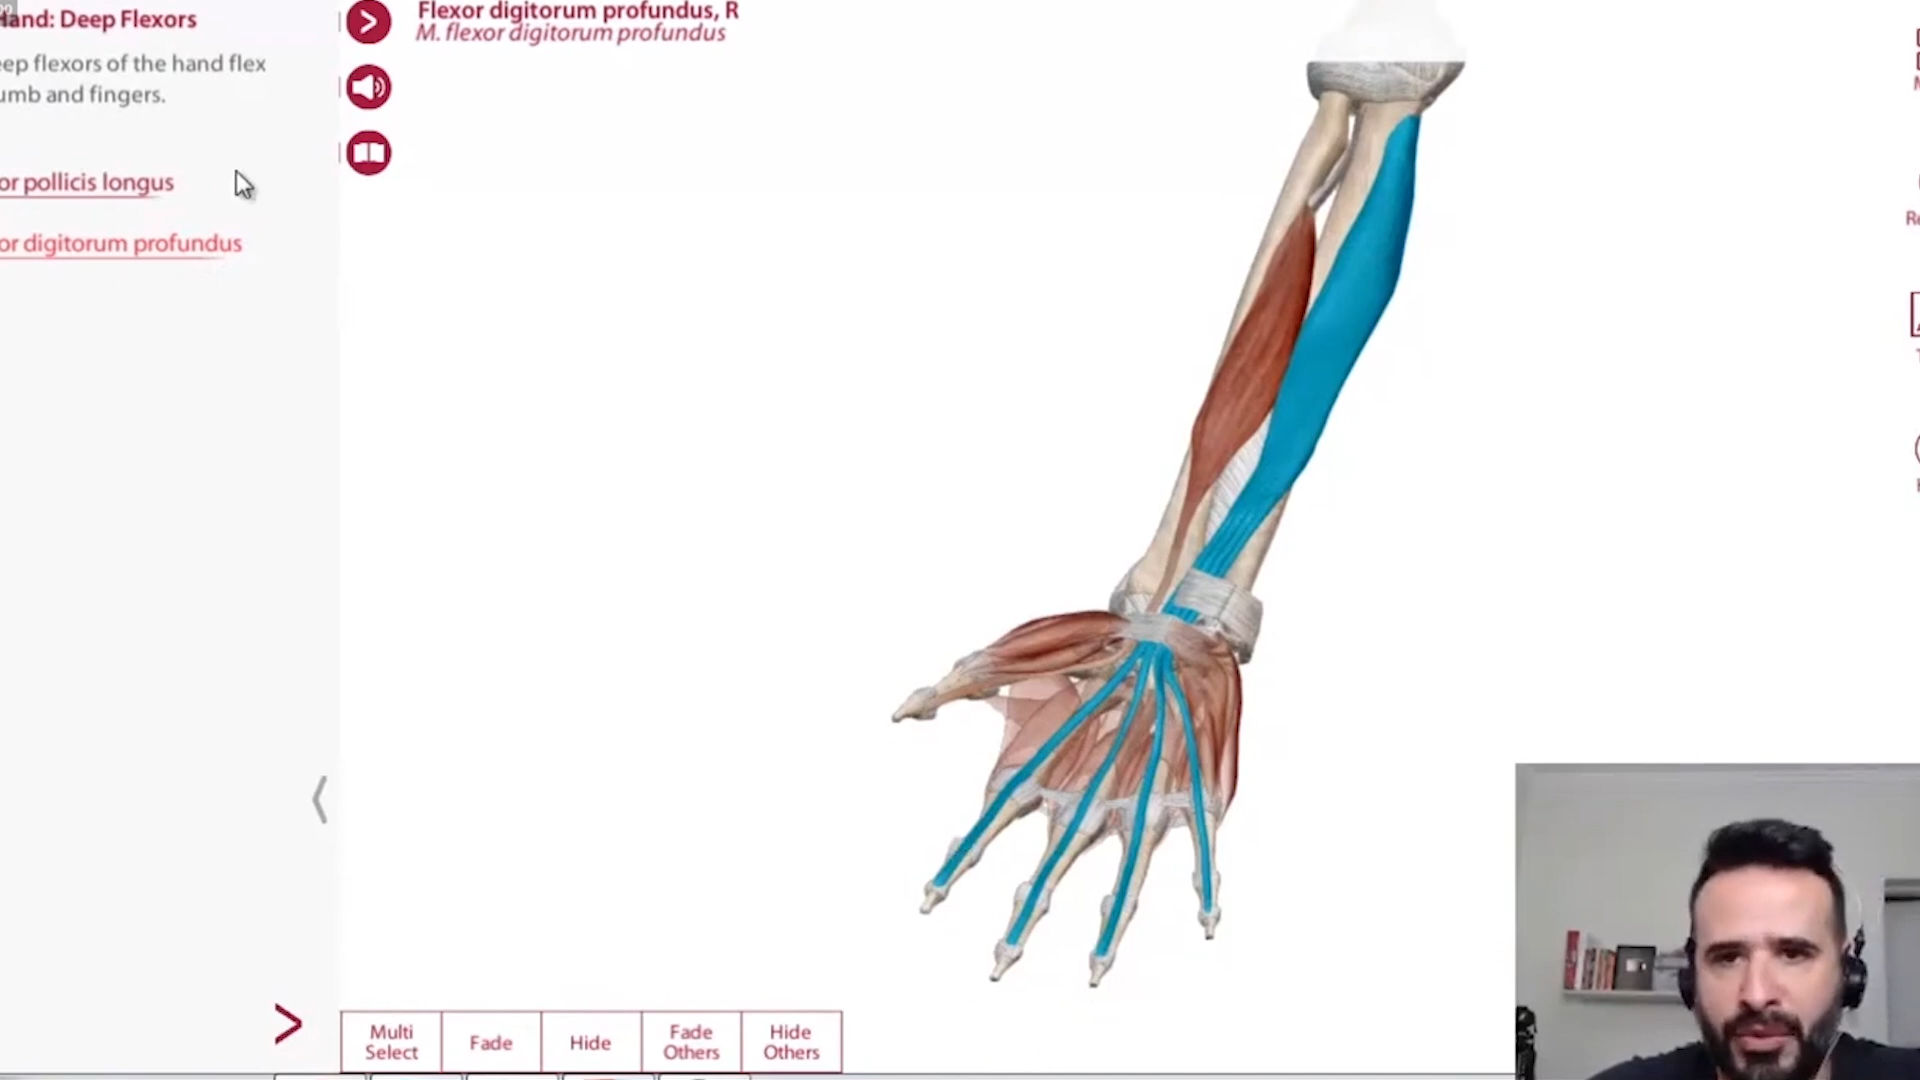 Hand: Deep Flexors
eep flexors of the hand flex
umb and fingers.
or pollicis longus
or digitorum profundus
Flexor digitorum profundus, R
M. flexor digitorum profundus
Multi
Select
Fade
Hide
Fade
Others
Hide
Others